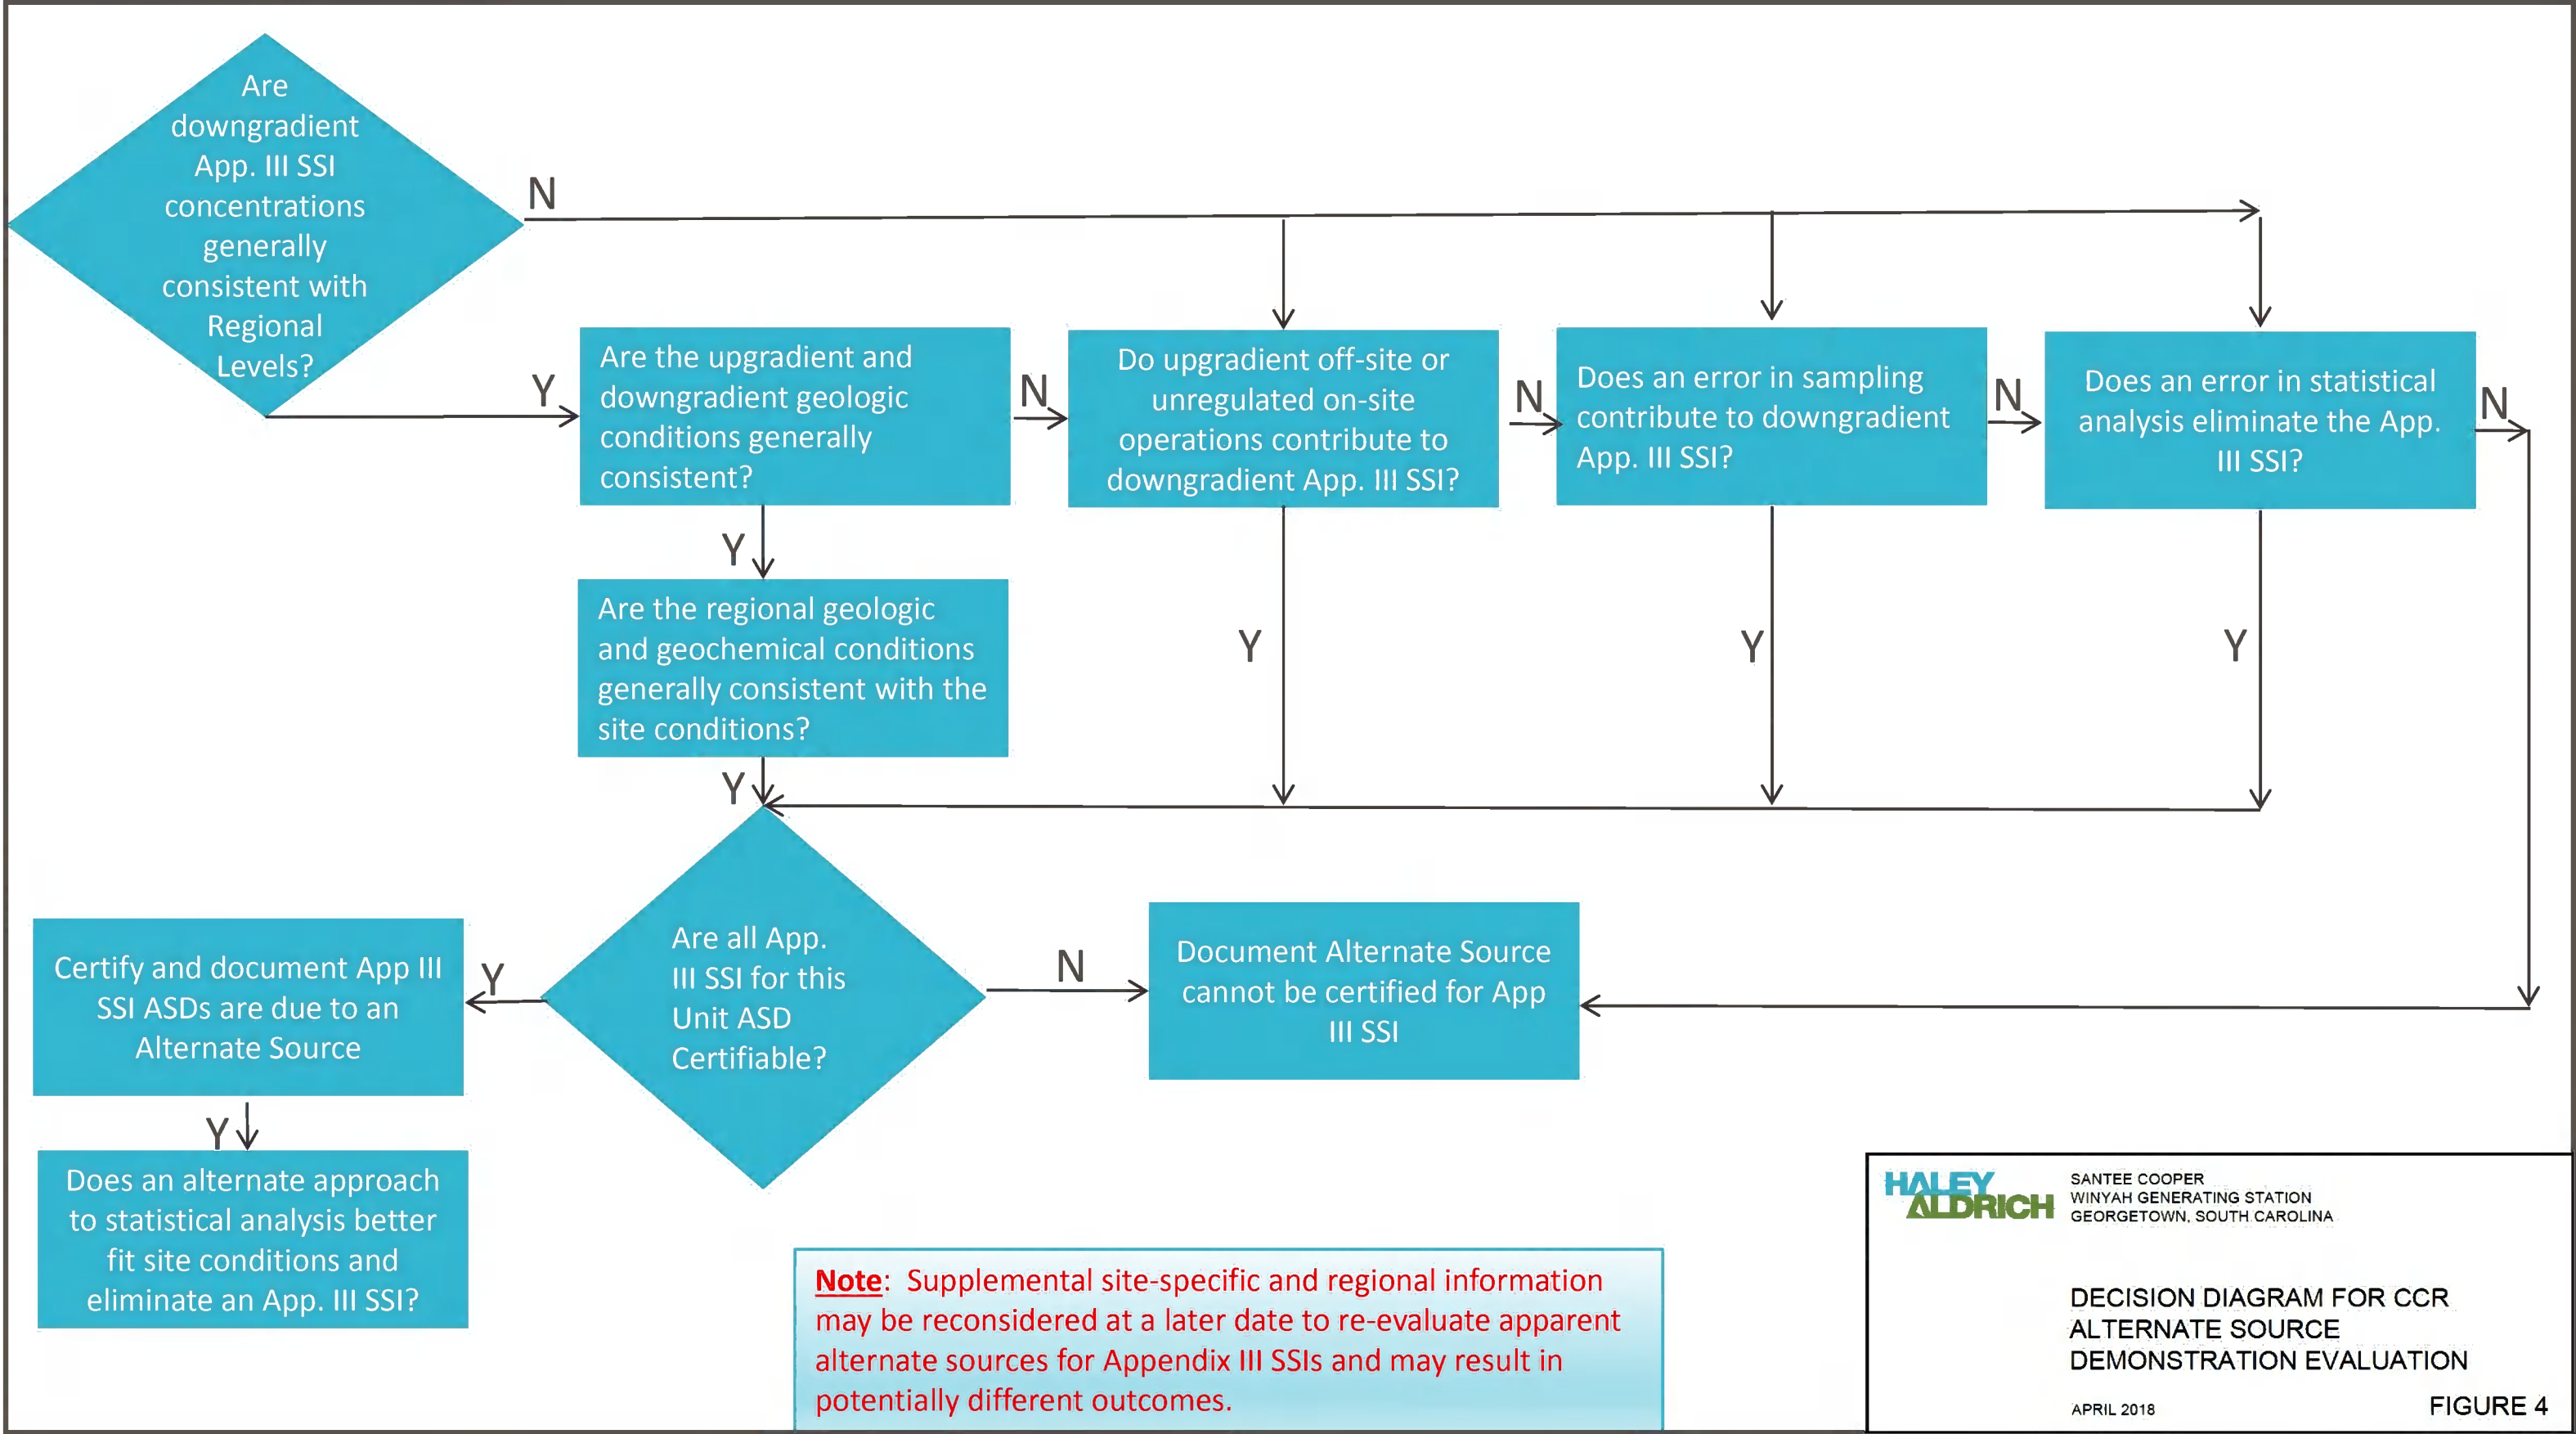 Are
downgradient
App. III SSI
concentrations
generally
consistent with
Regional
Levels?
N
Y
Are the upgradient and
downgradient geologic
conditions generally
consistent?
N
Do upgradient off-site or
unregulated on-site
operations contribute to
downgradient App. III SSI?
N
Does an error in sampling
contribute to downgradient
App. III SSI?
N
Does an error in statistical
analysis eliminate the App.
III SSI?
N
Y
Are the regional geologic
and geochemical conditions
generally consistent with the
site conditions?
Y
Y
Y
Y
Are all App.
III SSI for this
Unit ASD
Certifiable?
Y
Certify and document App III
SSI ASDs are due to an
Alternate Source
N
Document Alternate Source
cannot be certified for App
III SSI
Y
Does an alternate approach
to statistical analysis better
fit site conditions and
eliminate an App. III SSI?
Note: Supplemental site-specific and regional information
may be reconsidered at a later date to re-evaluate apparent
alternate sources for Appendix III SSIs and may result in
potentially different outcomes.
HALEY
ALDRICH
SANTEE COOPER
WINYAH GENERATING STATION
GEORGETOWN, SOUTH CAROLINA
DECISION DIAGRAM FOR CCR
ALTERNATE SOURCE
DEMONSTRATION EVALUATION
APRIL 2018
FIGURE 4